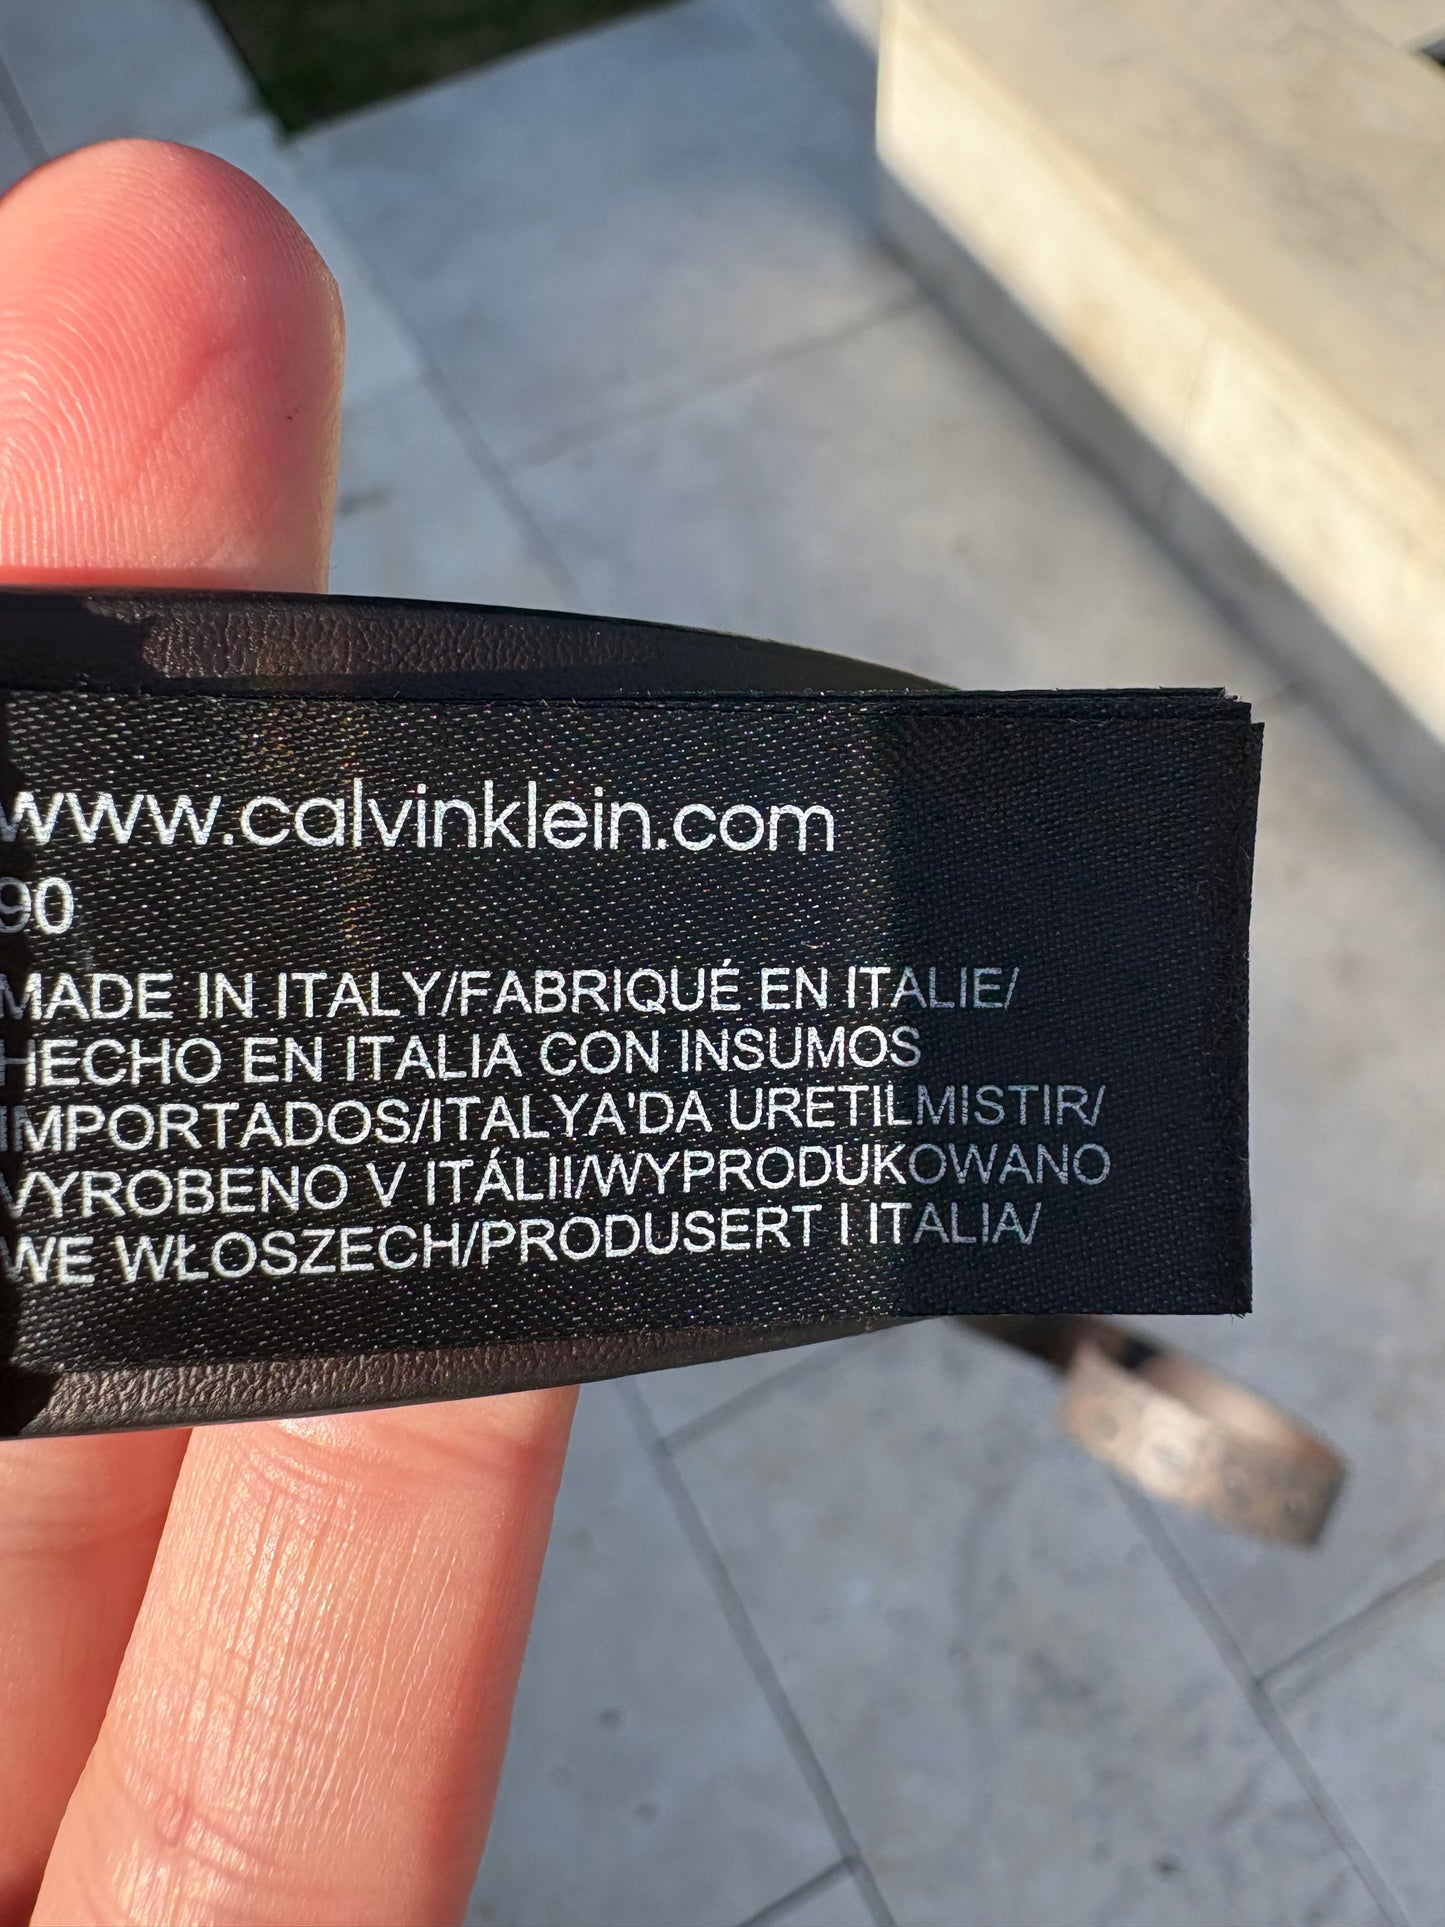 www.calvinklein.com
90
MADE IN ITALY/FABRIQUÉ EN ITALIE/
HECHO EN ITALIA CON INSUMOS
IMPORTADOS/ITALYA'DA URETILMISTIR/
VYROBENO V ITÁLII/WYPRODUKOWANO
WE WŁOSZECH/PRODUSERT I ITALIA/